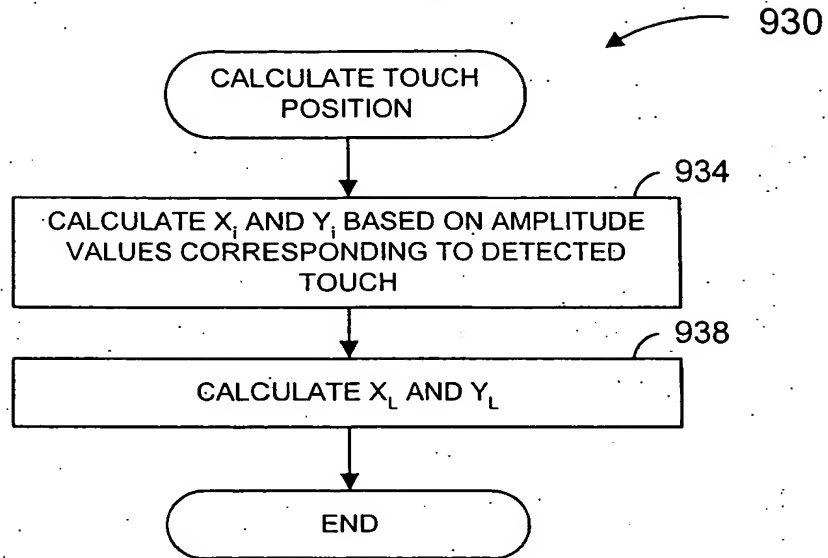 930
CALCULATE TOUCH
POSITION
934
CALCULATE Xi AND Yi BASED ON AMPLITUDE
VALUES CORRESPONDING TO DETECTED
TOUCH
938
CALCULATE XL AND YL
END